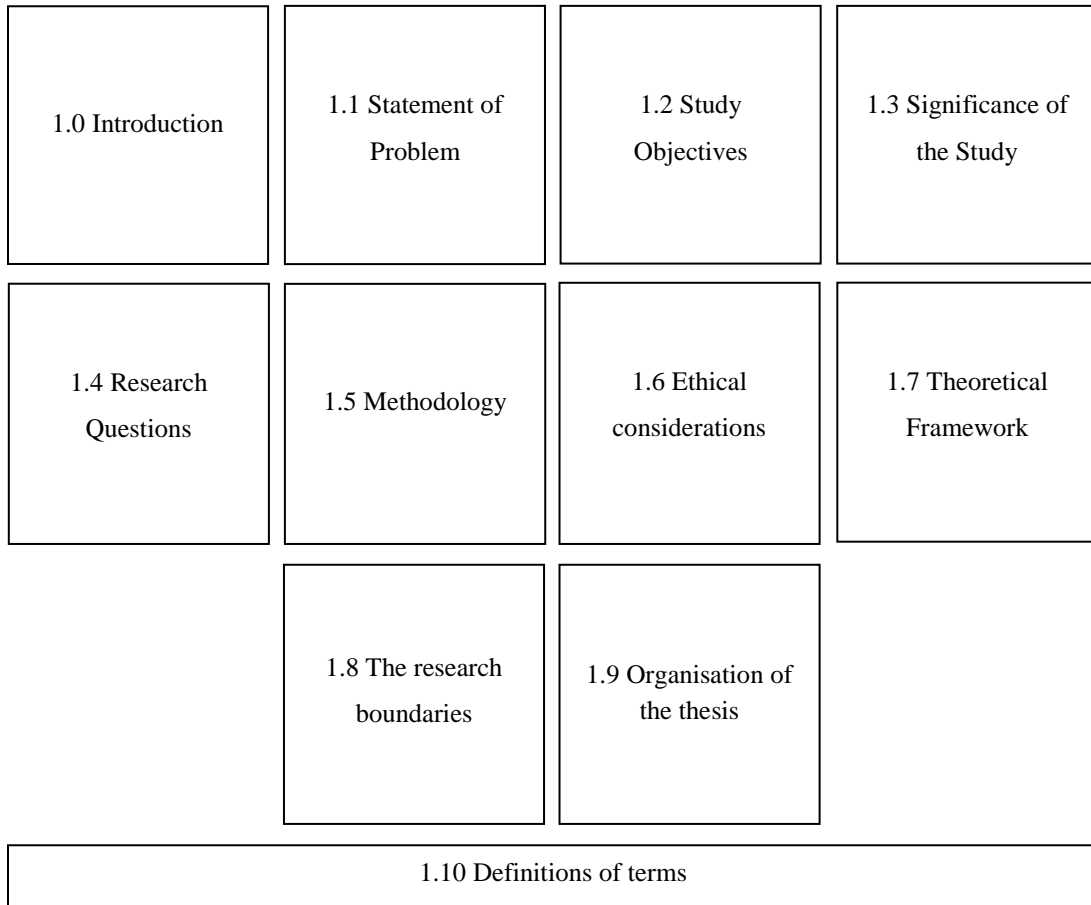 1.0 Introduction
1.1 Statement of
Problem
1.2 Study
Objectives
1.3 Significance of
the Study
1.4 Research
Questions
1.5 Methodology
1.6 Ethical
considerations
1.7 Theoretical
Framework
1.8 The research
boundaries
1.9 Organisation of
the thesis
1.10 Definitions of terms